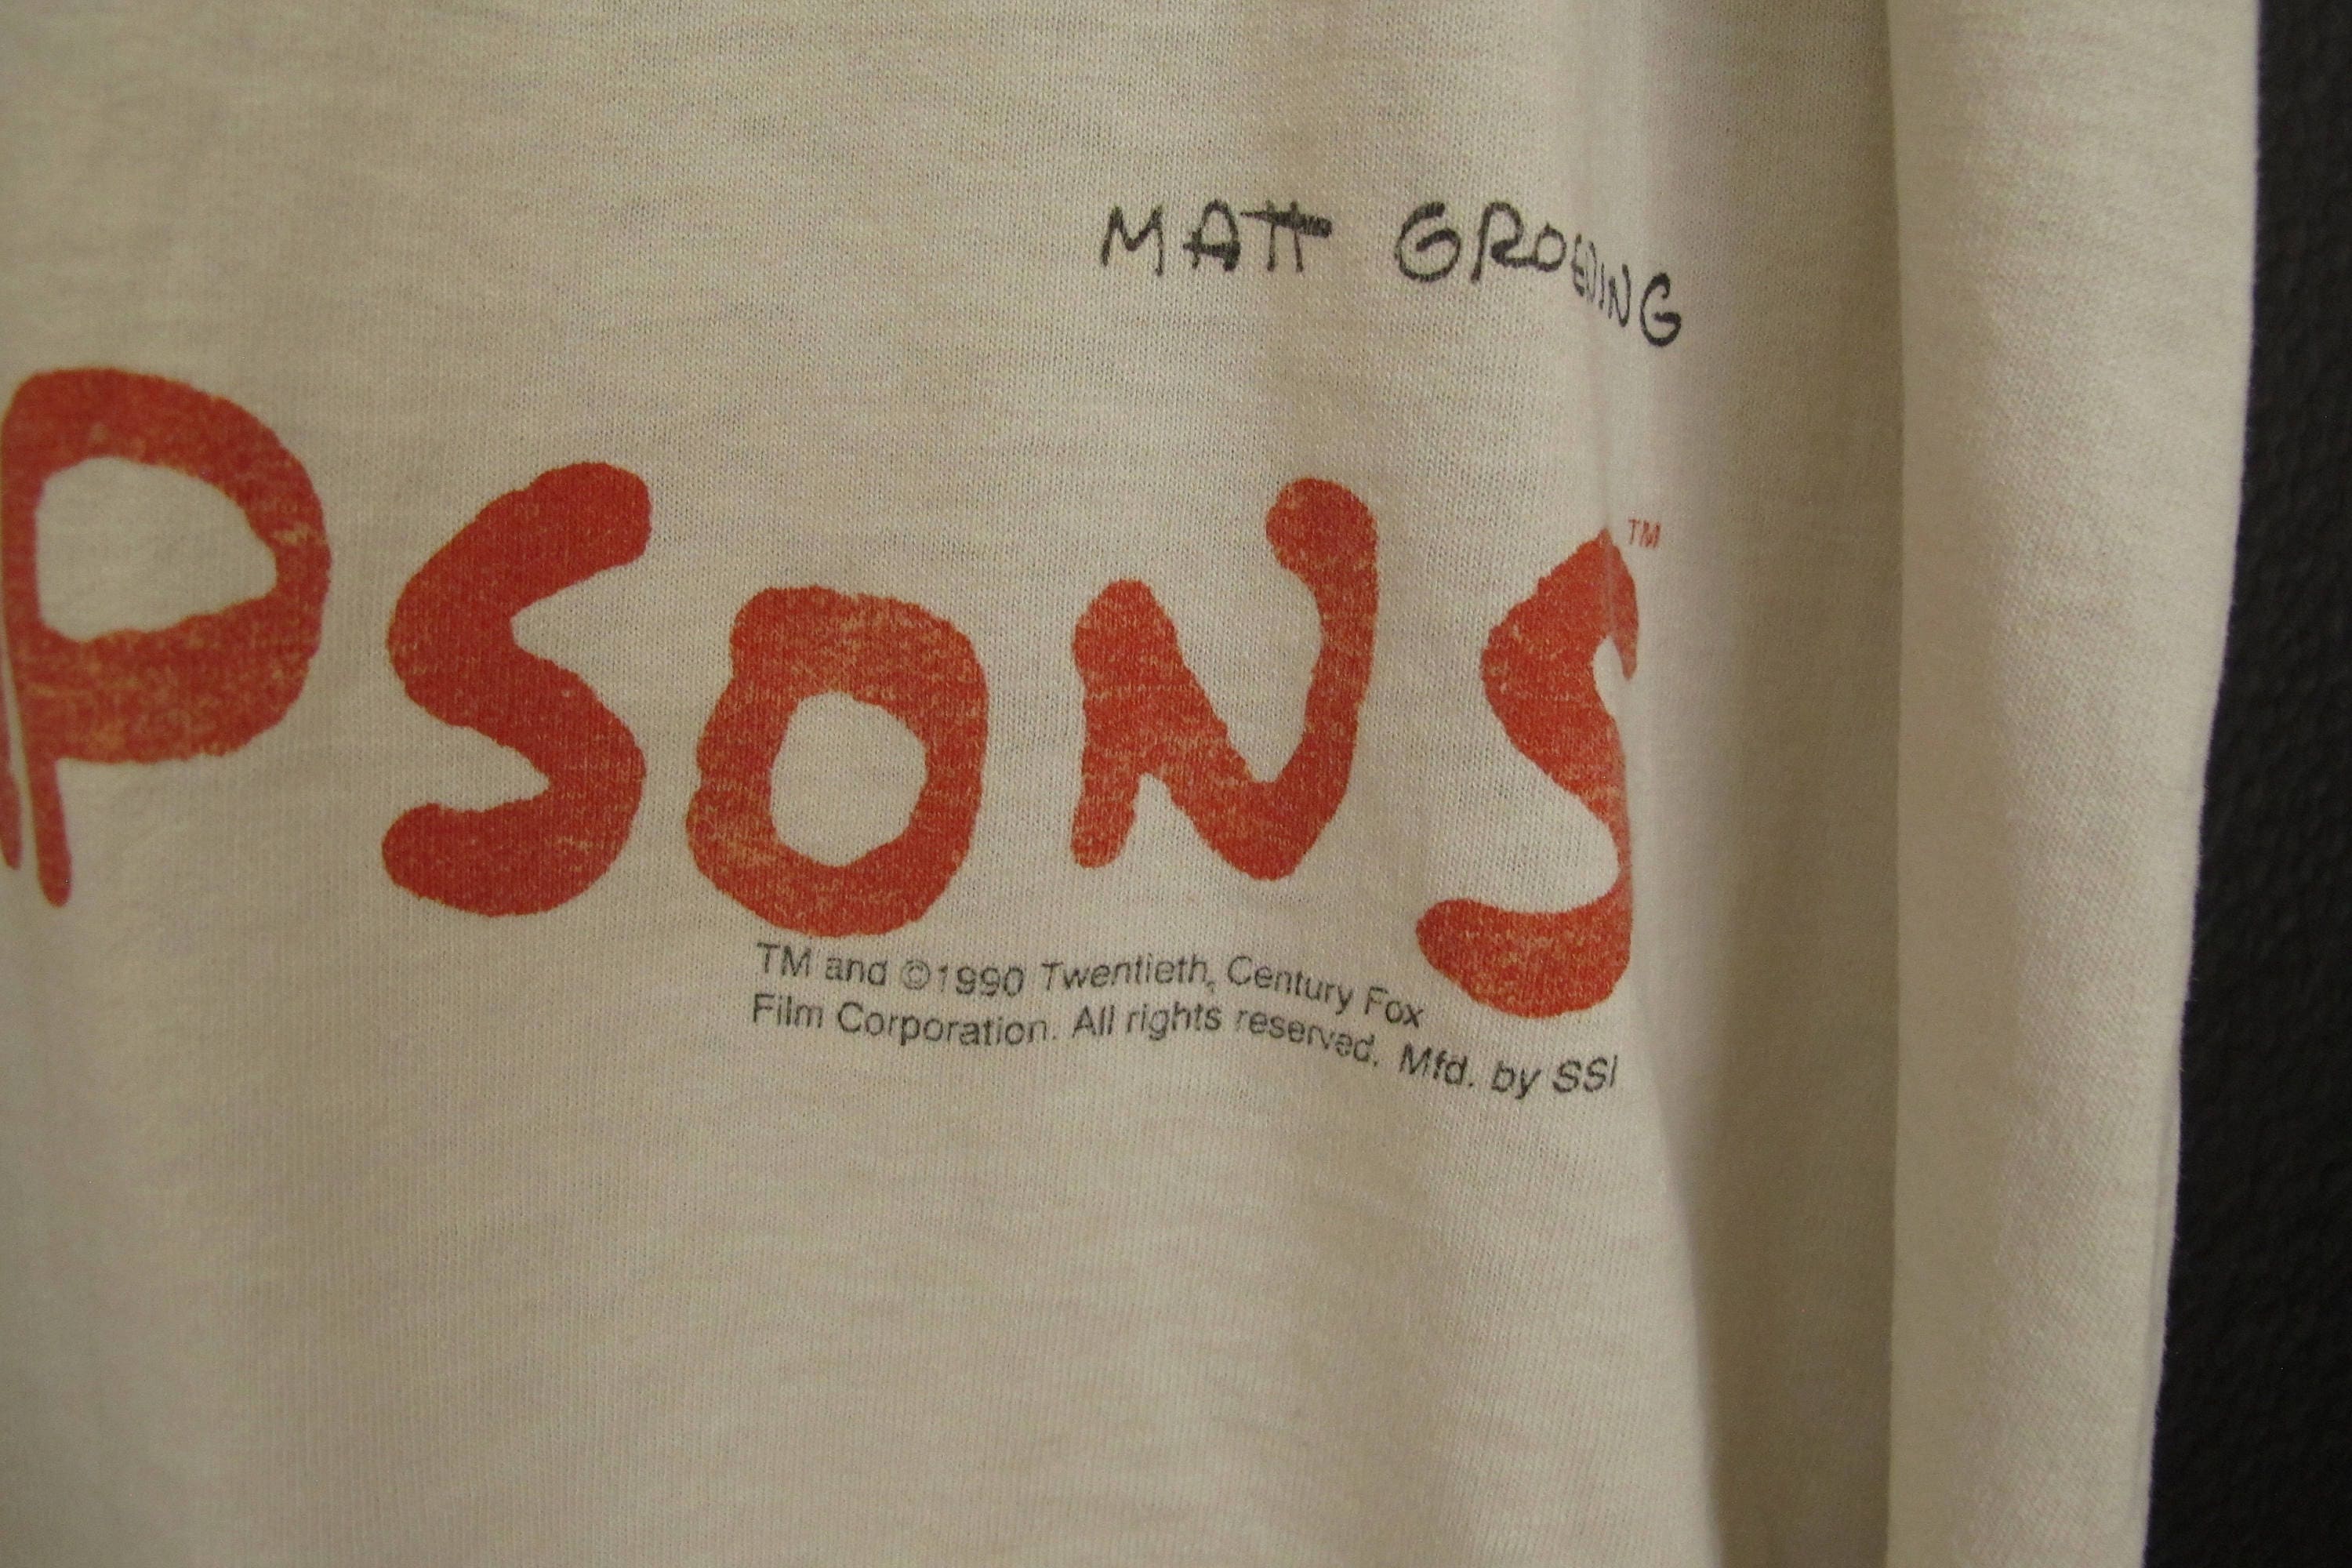 MATT GROENING
PSONS™
TM and ©1990 Twentieth Century Fox
Film Corporation. All rights reserved. Mfd. by SSI